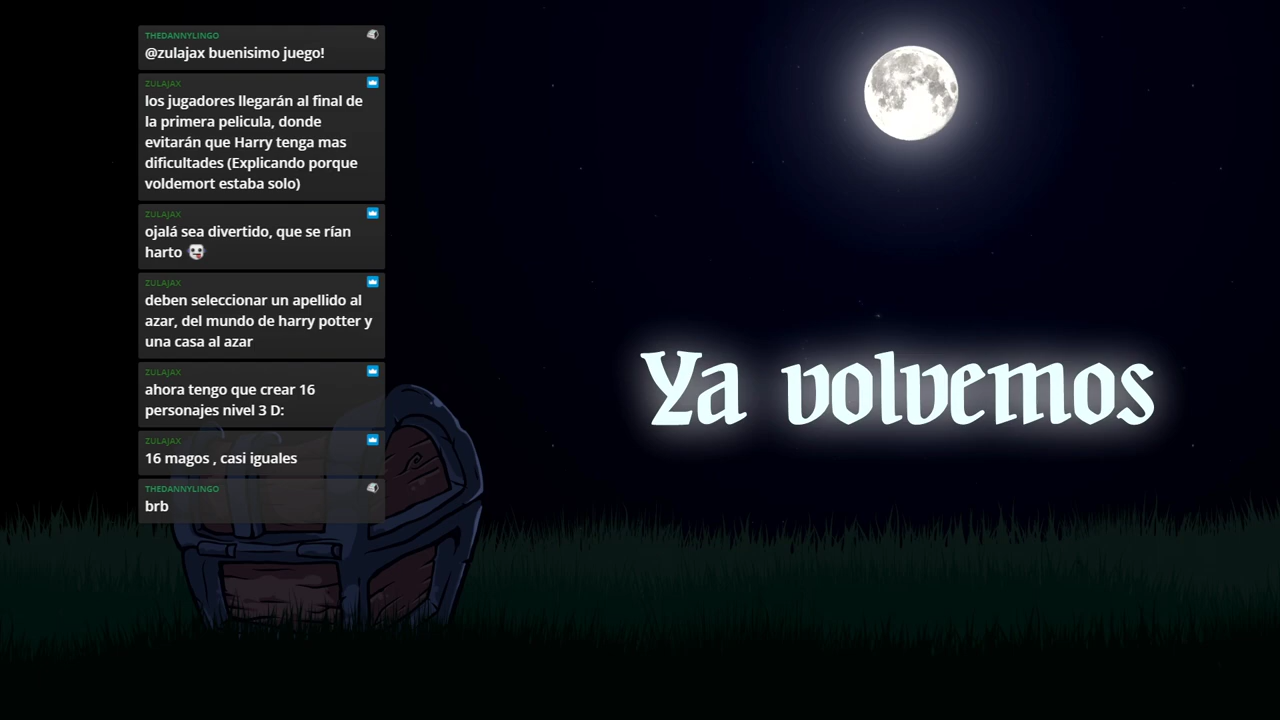 THEDANNYLINGO
@zulajax buenisimo juego!
ZULAJAX
los jugadores llegarán al final de
la primera pelicula, donde
evitarán que Harry tenga mas
dificultades (Explicando porque
voldemort estaba solo)
ZULAJAX
ojalá sea divertido, que se rían
harto
ZULAJAX
deben seleccionar un apellido al
azar, del mundo de harry potter y
una casa al azar
ZULAJAX
ahora tengo que crear 16
personajes nivel 3 D:
ZULAJAX
16 magos , casi iguales
THEDANNYLINGO
brb
Ya volvemos